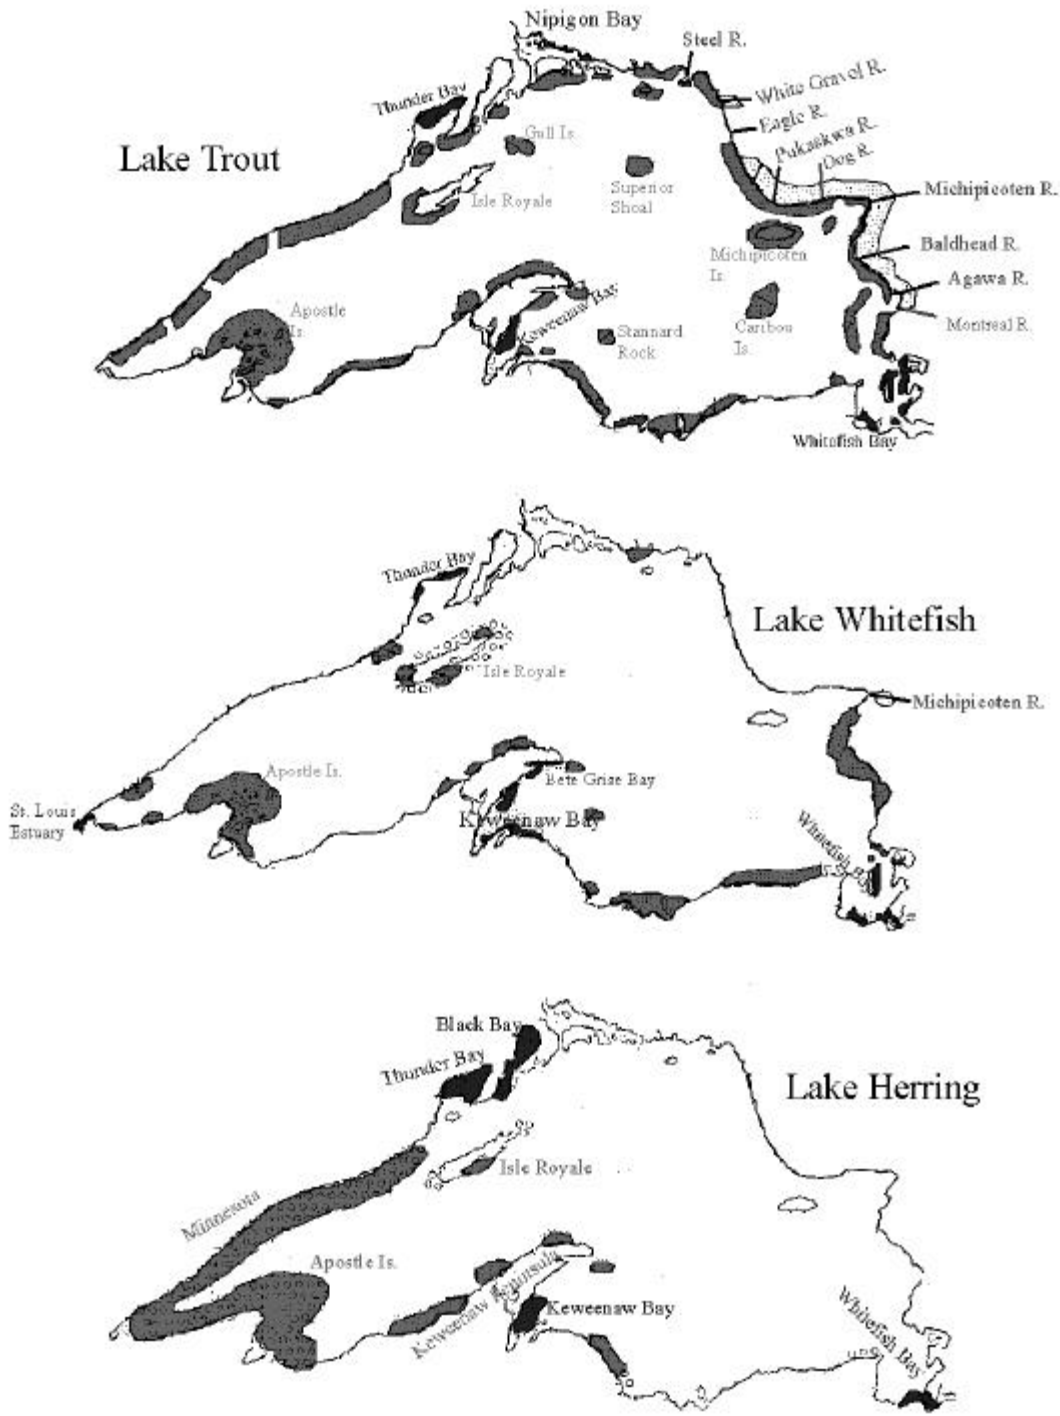 Nipigon Bay
Steel R.
Thunder Bay
White Gravel R.
Eagle R.
Gull Is.
Pukaskwa R.
Lake Trout
Dog R.
Superior
Shoal
Michipicoten R.
Isle Royale
Michipicoten
Is.
Baldhead R.
Agawa R.
Keweenaw Bay
Apostle
Is.
Stannard
Rock
Caribou
Is.
Montreal R.
Whitefish Bay
Thunder Bay
Lake Whitefish
Isle Royale
Michipicoten R.
Apostle Is.
Bete Grise Bay
St. Louis
Estuary
Keweenaw Bay
Whitefish B
Black Bay
Thunder Bay
Lake Herring
Isle Royale
Minnesota
Apostle Is.
Keweenaw Peninsula
Keweenaw Bay
Whitefish Bay